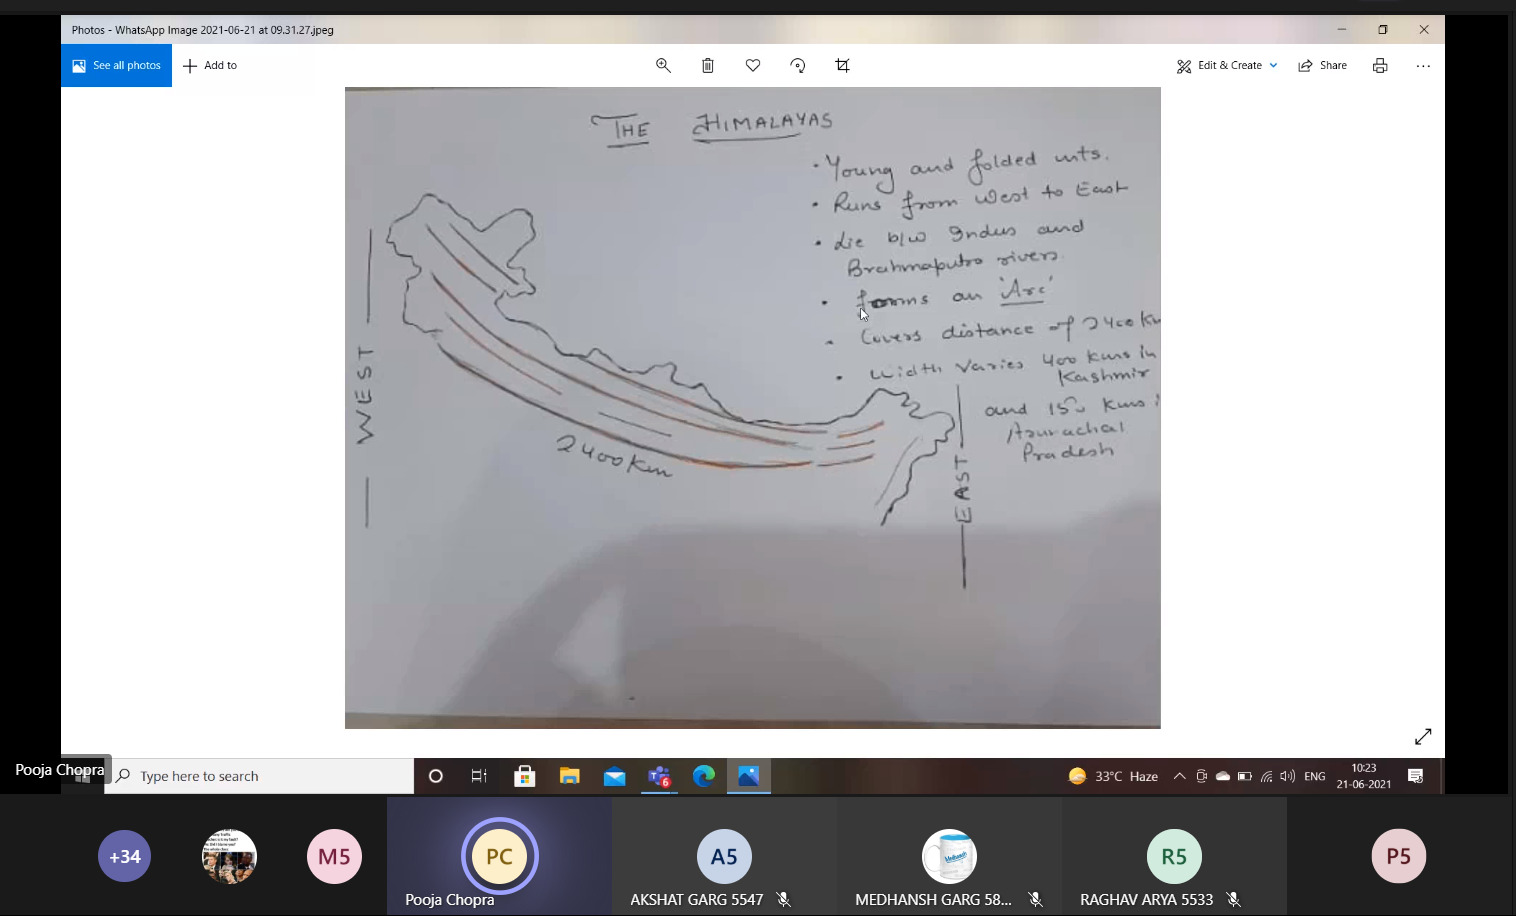 Photos - WhatsApp Image 2021-06-21 at 09.31.27.jpeg
See all photos
Add to
Edit & Create
Share
THE HIMALAYAS
• Young and folded mts.
• Runs from West to East
• Lie b/w Indus and
Brahmaputra rivers.
• forms an 'Arc'
• Covers distance of 2400 Km
• Width varies 400 kms in
Kashmir
and 150 Kms i
Arunachal
Pradesh
WEST
2400 Km
EAST
Pooja Chopra
Type here to search
6
33°C Haze
ENG
10:23
21-06-2021
+34
M5
PC
Pooja Chopra
A5
AKSHAT GARG 5547
Medhansh
MEDHANSH GARG 58...
R5
RAGHAV ARYA 5533
P5